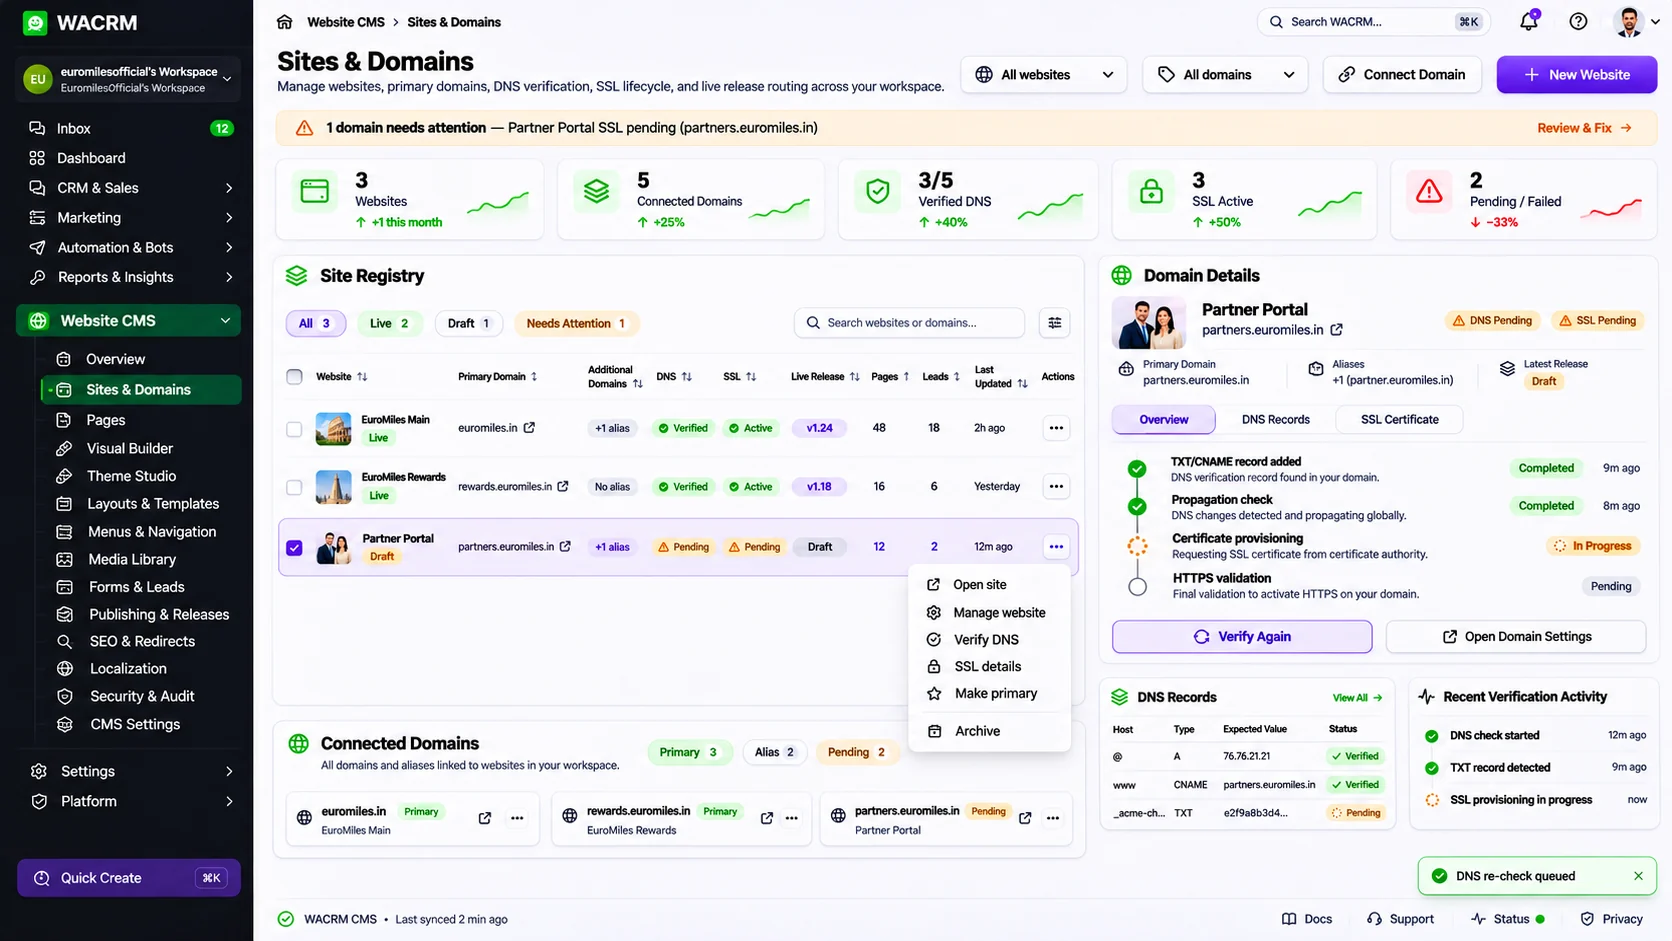 WACRM
EU
euromilesofficial's Workspace
EuromilesOfficial's Workspace
Inbox 12
Dashboard
CRM & Sales
Marketing
Automation & Bots
Reports & Insights
Website CMS
Overview
Sites & Domains
Pages
Visual Builder
Theme Studio
Layouts & Templates
Menus & Navigation
Media Library
Forms & Leads
Publishing & Releases
SEO & Redirects
Localization
Security & Audit
CMS Settings
Settings
Platform
Quick Create ⌘K
Website CMS > Sites & Domains
Search WACRM... ⌘K
Sites & Domains
Manage websites, primary domains, DNS verification, SSL lifecycle, and live release routing across your workspace.
All websites
All domains
Connect Domain
+ New Website
1 domain needs attention — Partner Portal SSL pending (partners.euromiles.in)
Review & Fix →
3
Websites
↑ +1 this month
5
Connected Domains
↑ +25%
3/5
Verified DNS
↑ +40%
3
SSL Active
↑ +50%
2
Pending / Failed
↓ −33%
Site Registry
All 3
Live 2
Draft 1
Needs Attention 1
Search websites or domains...
Website ↑↓ Primary Domain ↕ Additional Domains ↑↓ DNS ↑↓ SSL ↑↓ Live Release ↑↓ Pages ↑ Leads ↕ Last Updated ↑↓ Actions
EuroMiles Main
Live
euromiles.in +1 alias Verified Active v1.24 48 18 2h ago
EuroMiles Rewards
Live
rewards.euromiles.in No alias Verified Active v1.18 16 6 Yesterday
Partner Portal
Draft
partners.euromiles.in +1 alias Pending Pending Draft 12 2 12m ago
Open site
Manage website
Verify DNS
SSL details
Make primary
Archive
Connected Domains
All domains and aliases linked to websites in your workspace.
Primary 3
Alias 2
Pending 2
euromiles.in Primary
EuroMiles Main
rewards.euromiles.in Primary
EuroMiles Rewards
partners.euromiles.in Pending
Partner Portal
Domain Details
Partner Portal
partners.euromiles.in
DNS Pending
SSL Pending
Primary Domain
partners.euromiles.in
Aliases
+1 (partner.euromiles.in)
Latest Release
Draft
Overview
DNS Records
SSL Certificate
TXT/CNAME record added
DNS verification record found in your domain.
Completed 9m ago
Propagation check
DNS changes detected and propagating globally.
Completed 8m ago
Certificate provisioning
Requesting SSL certificate from certificate authority.
In Progress
HTTPS validation
Final validation to activate HTTPS on your domain.
Pending
Verify Again
Open Domain Settings
DNS Records
View All →
Host Type Expected Value Status
@ A 76.76.21.21 ✓ Verified
www CNAME partners.euromiles.in ✓ Verified
_acme-ch... TXT e2f9a8b3d4... Pending
Recent Verification Activity
DNS check started 12m ago
TXT record detected 9m ago
SSL provisioning in progress now
DNS re-check queued ×
WACRM CMS • Last synced 2 min ago
Docs
Support
Status
Privacy